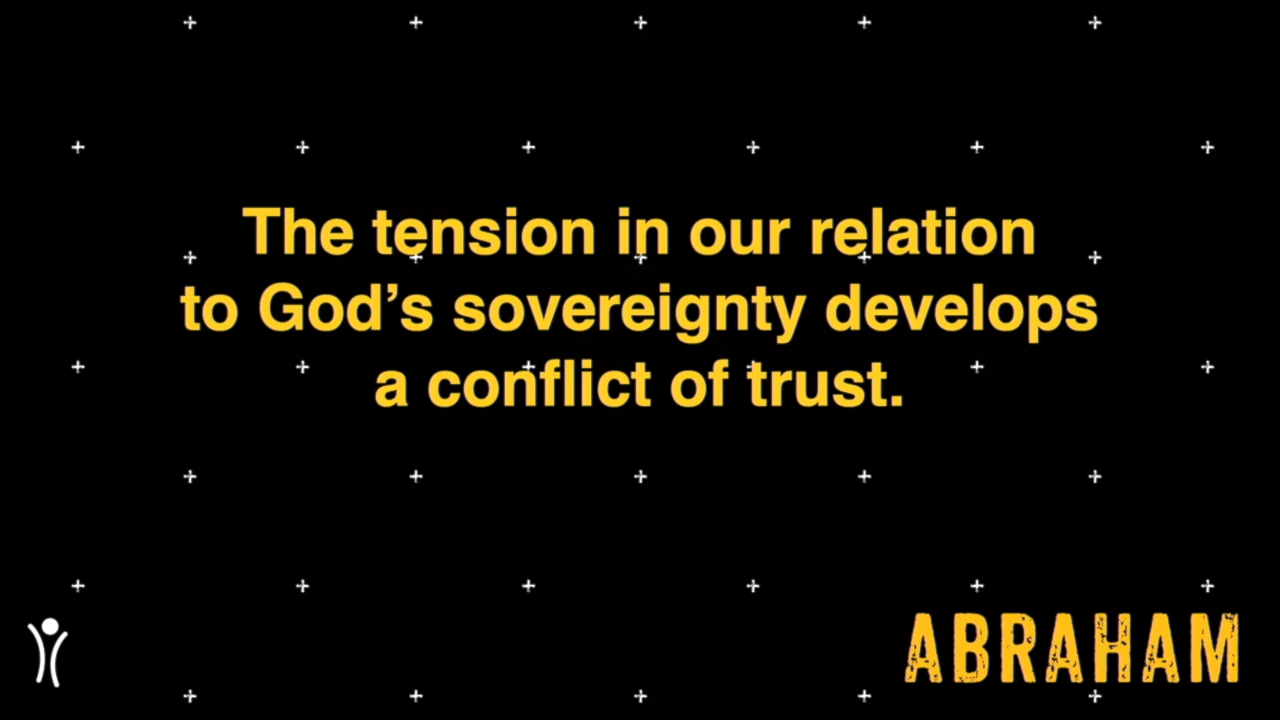 The tension in our relation
to God’s sovereignty develops
a conflict of trust.
ABRAHAM